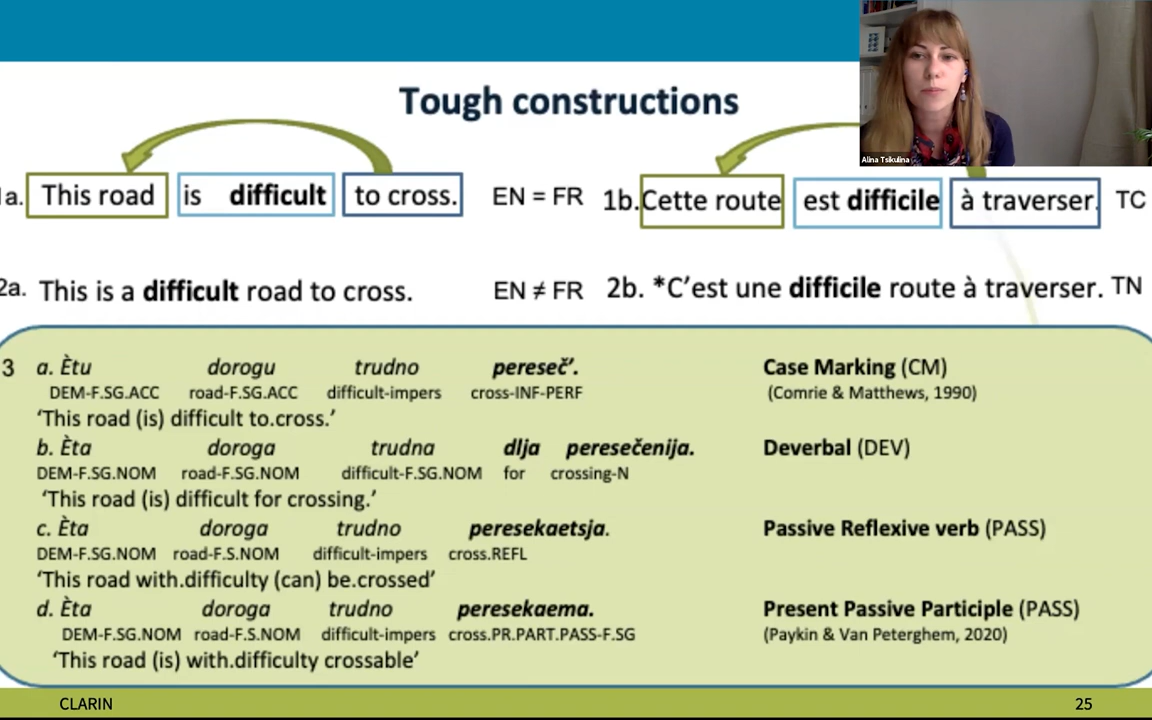 Tough constructions
Alina Tsikulina
a. This road is difficult to cross. EN = FR 1b. Cette route est difficile à traverser. TC
2a. This is a difficult road to cross. EN ≠ FR 2b. *C’est une difficile route à traverser. TN
3 a. Ètu dorogu trudno pereseč’. Case Marking (CM)
DEM-F.SG.ACC road-F.SG.ACC difficult-impers cross-INF-PERF (Comrie & Matthews, 1990)
‘This road (is) difficult to.cross.’
b. Èta doroga trudna dlja peresečenija. Deverbal (DEV)
DEM-F.SG.NOM road-F.SG.NOM difficult-F.SG.NOM for crossing-N
‘This road (is) difficult for crossing.’
c. Èta doroga trudno peresekaetsja. Passive Reflexive verb (PASS)
DEM-F.SG.NOM road-F.S.NOM difficult-impers cross.REFL
‘This road with.difficulty (can) be.crossed’
d. Èta doroga trudno peresekaema. Present Passive Participle (PASS)
DEM-F.SG.NOM road-F.S.NOM difficult-impers cross.PR.PART.PASS-F.SG (Paykin & Van Peterghem, 2020)
‘This road (is) with.difficulty crossable’
CLARIN 25